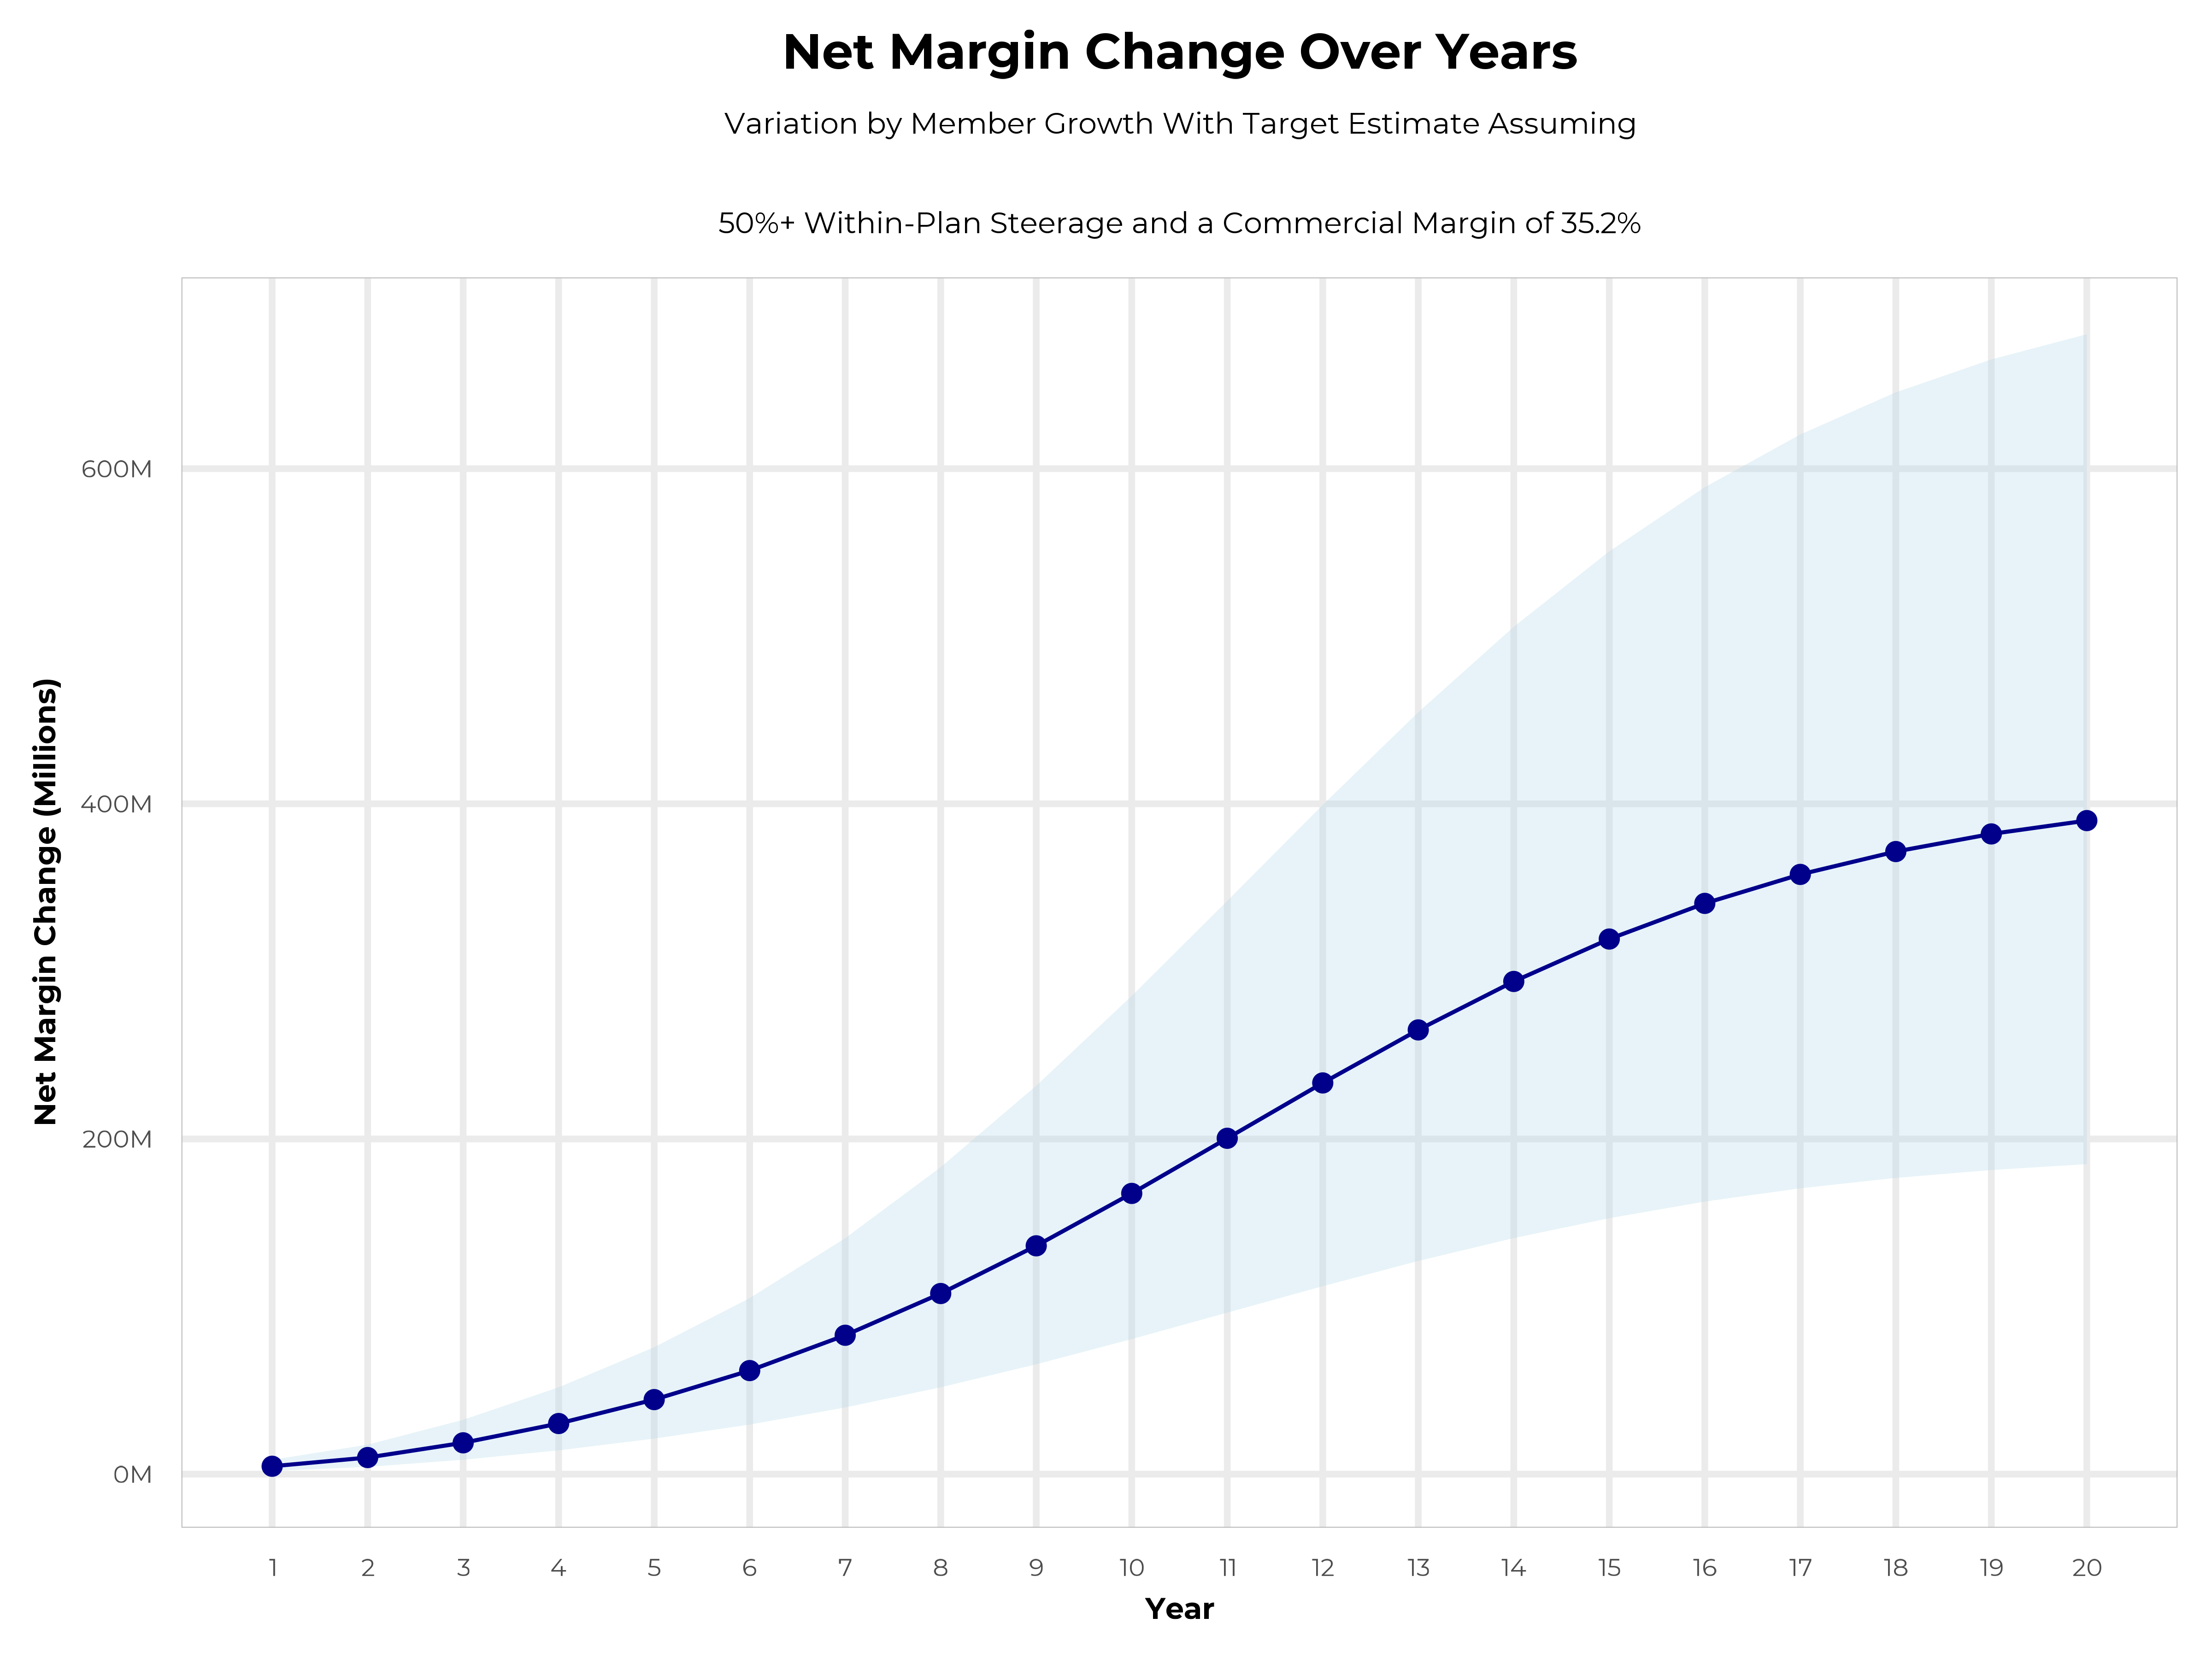 Net Margin Change Over Years
Variation by Member Growth With Target Estimate Assuming
50%+ Within-Plan Steerage and a Commercial Margin of 35.2%
Net Margin Change (Millions)
600M
400M
200M
0M
1 2 3 4 5 6 7 8 9 10 11 12 13 14 15 16 17 18 19 20
Year